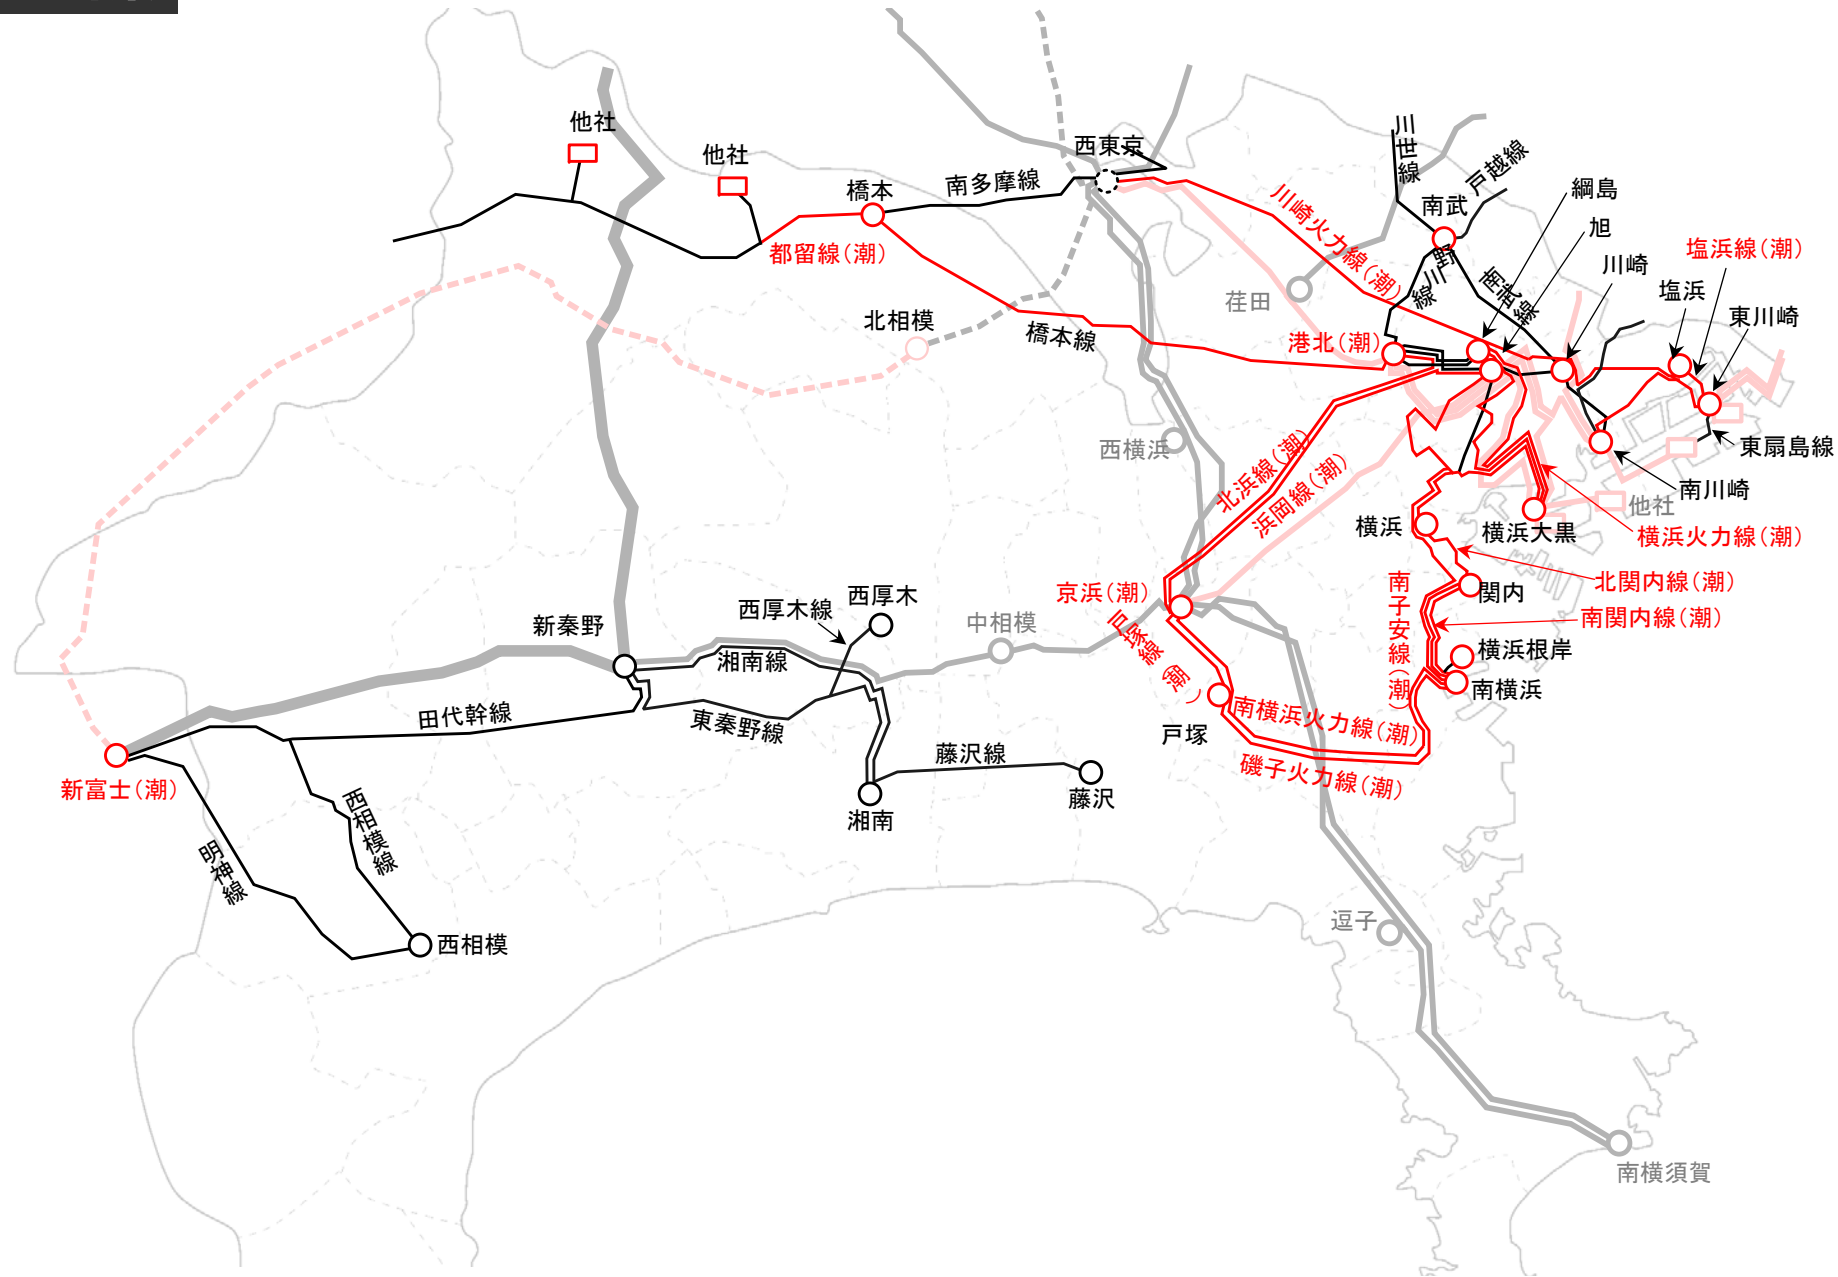 他社
他社
橋本
南多摩線
西東京
都留線(潮)
川崎火力線(潮)
川世線
戸越線
南武
綱島
旭
川崎
塩浜線(潮)
塩浜
東川崎
川野線
南武線
荏田
北相模
橋本線
港北(潮)
東扇島線
南川崎
他社
横浜火力線(潮)
西横浜
北浜線(潮)
浜岡線(潮)
横浜
横浜大黒
北関内線(潮)
関内
南関内線(潮)
南子安線(潮)
横浜根岸
南横浜
京浜(潮)
戸塚線(潮)
中相模
西厚木線
西厚木
新秦野
湘南線
田代幹線
東秦野線
戸塚
南横浜火力線(潮)
磯子火力線(潮)
藤沢線
藤沢
湘南
新富士(潮)
西相模線
明神線
西相模
逗子
南横須賀